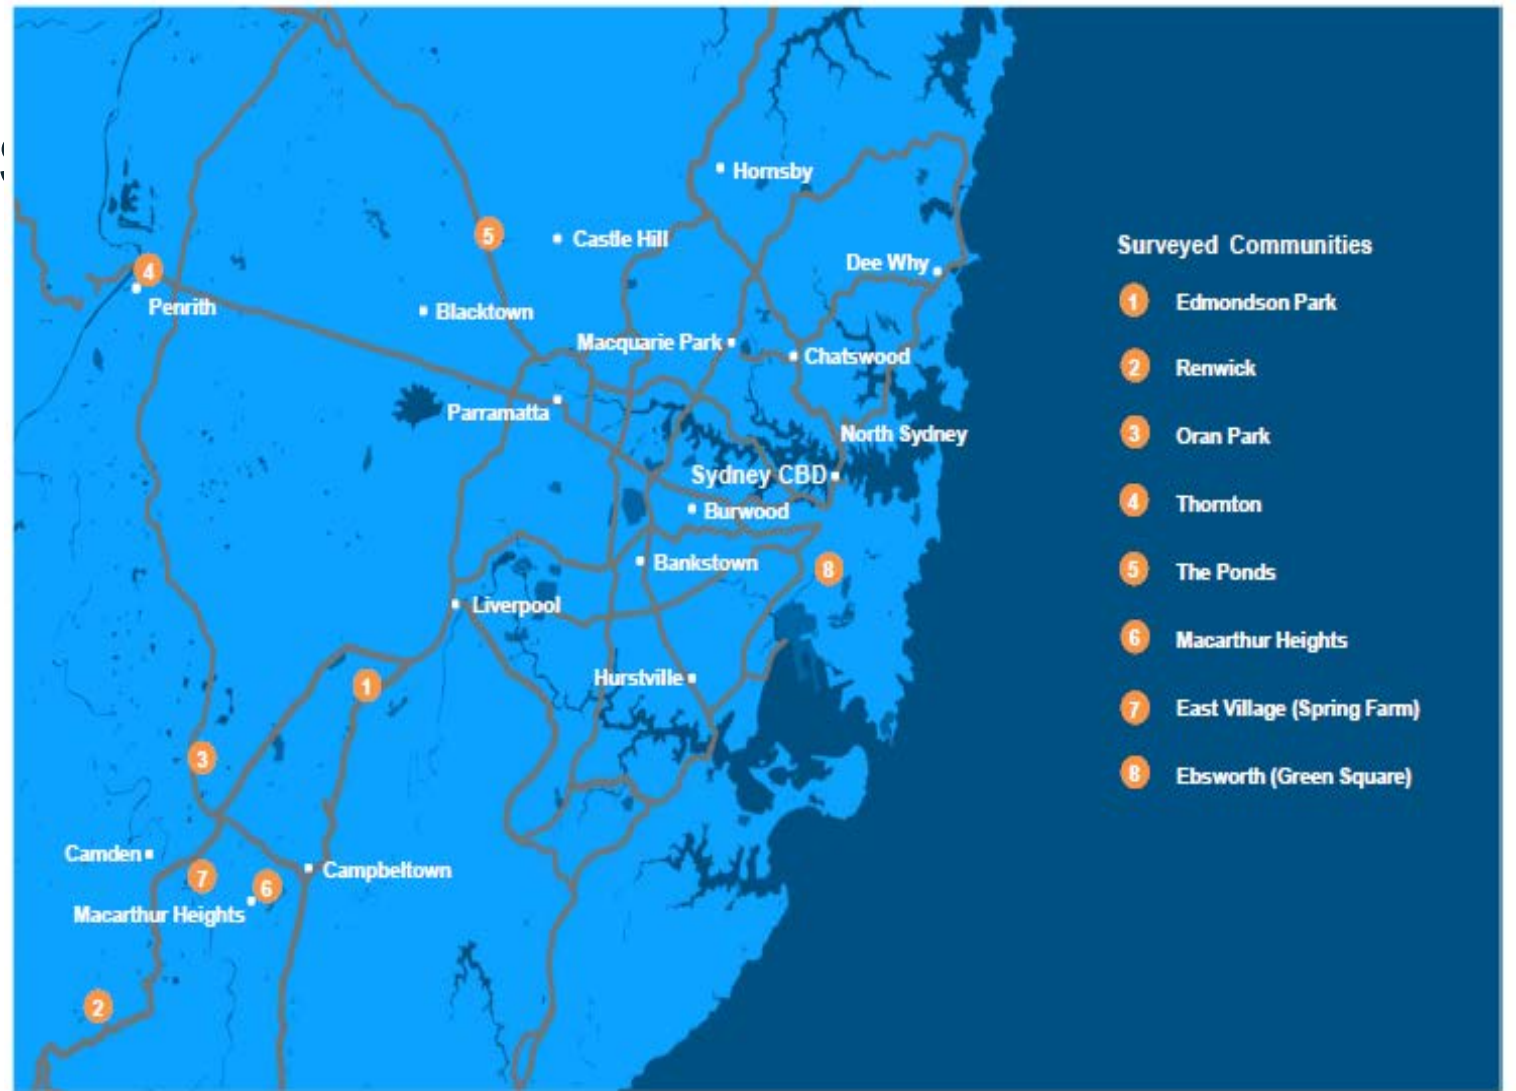 Hornsby
5
Castle Hill
Dee Why
4
Penrith
Blacktown
Macquarie Park
Chatswood
Parramatta
North Sydney
Sydney CBD
Burwood
Bankstown
8
Liverpool
1
Hurstville
3
Camden
7
6
Campbeltown
Macarthur Heights
2
Surveyed Communities
1 Edmondson Park
2 Renwick
3 Oran Park
4 Thornton
5 The Ponds
6 Macarthur Heights
7 East Village (Spring Farm)
8 Ebsworth (Green Square)